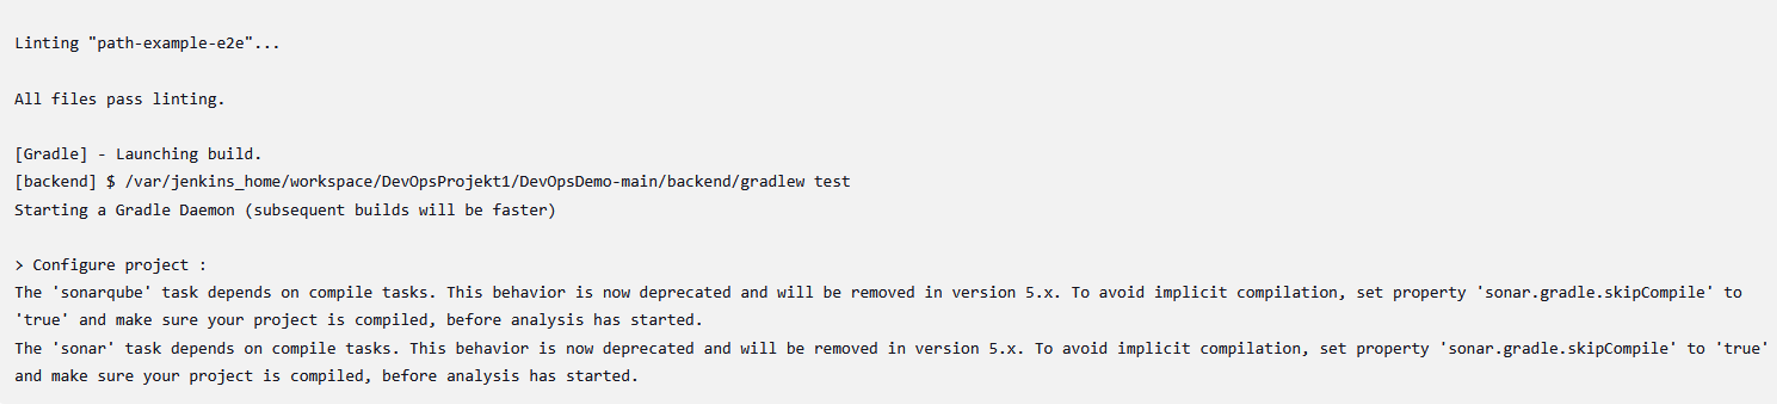 Linting "path-example-e2e"...
All files pass linting.
[Gradle] - Launching build.
[backend] $ /var/jenkins_home/workspace/DevOpsProjekt1/DevOpsDemo-main/backend/gradlew test
Starting a Gradle Daemon (subsequent builds will be faster)
> Configure project :
The 'sonarqube' task depends on compile tasks. This behavior is now deprecated and will be removed in version 5.x. To avoid implicit compilation, set property 'sonar.gradle.skipCompile' to
'true' and make sure your project is compiled, before analysis has started.
The 'sonar' task depends on compile tasks. This behavior is now deprecated and will be removed in version 5.x. To avoid implicit compilation, set property 'sonar.gradle.skipCompile' to 'true'
and make sure your project is compiled, before analysis has started.